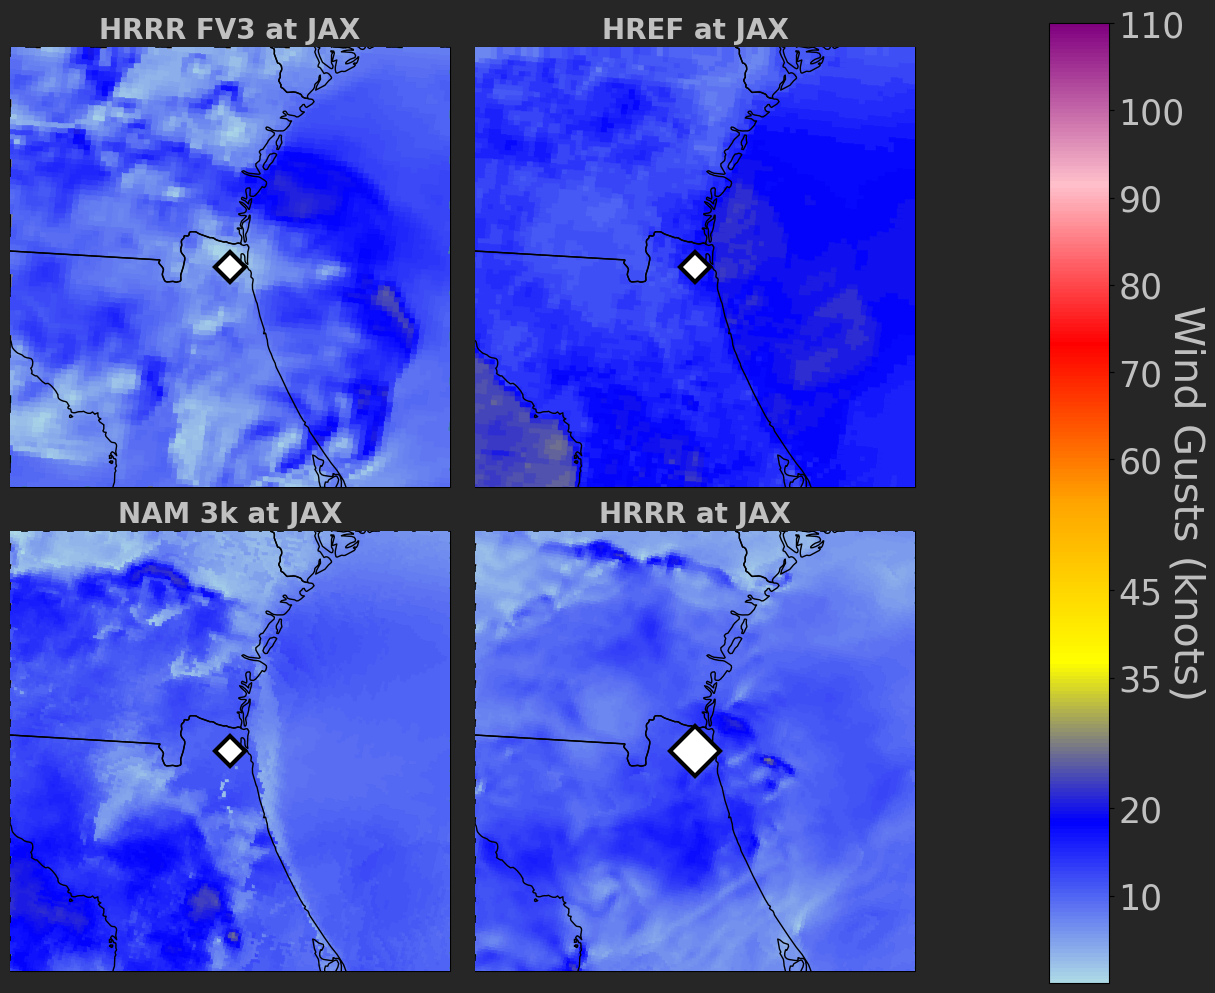 HRRR FV3 at JAX
HREF at JAX
NAM 3k at JAX
HRRR at JAX
110
100
90
80
70
60
45
35
20
10
Wind Gusts (knots)